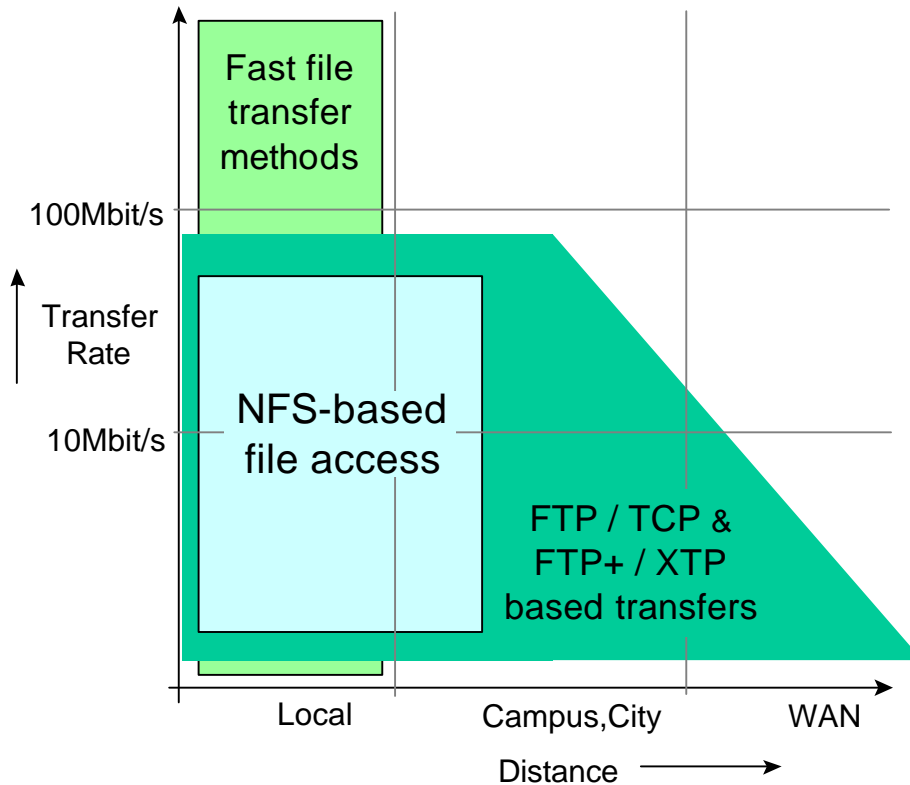 Fast file
transfer
methods
100Mbit/s
Transfer
Rate
NFS-based
file access
10Mbit/s
FTP / TCP &
FTP+ / XTP
based transfers
Local
Campus,City
WAN
Distance